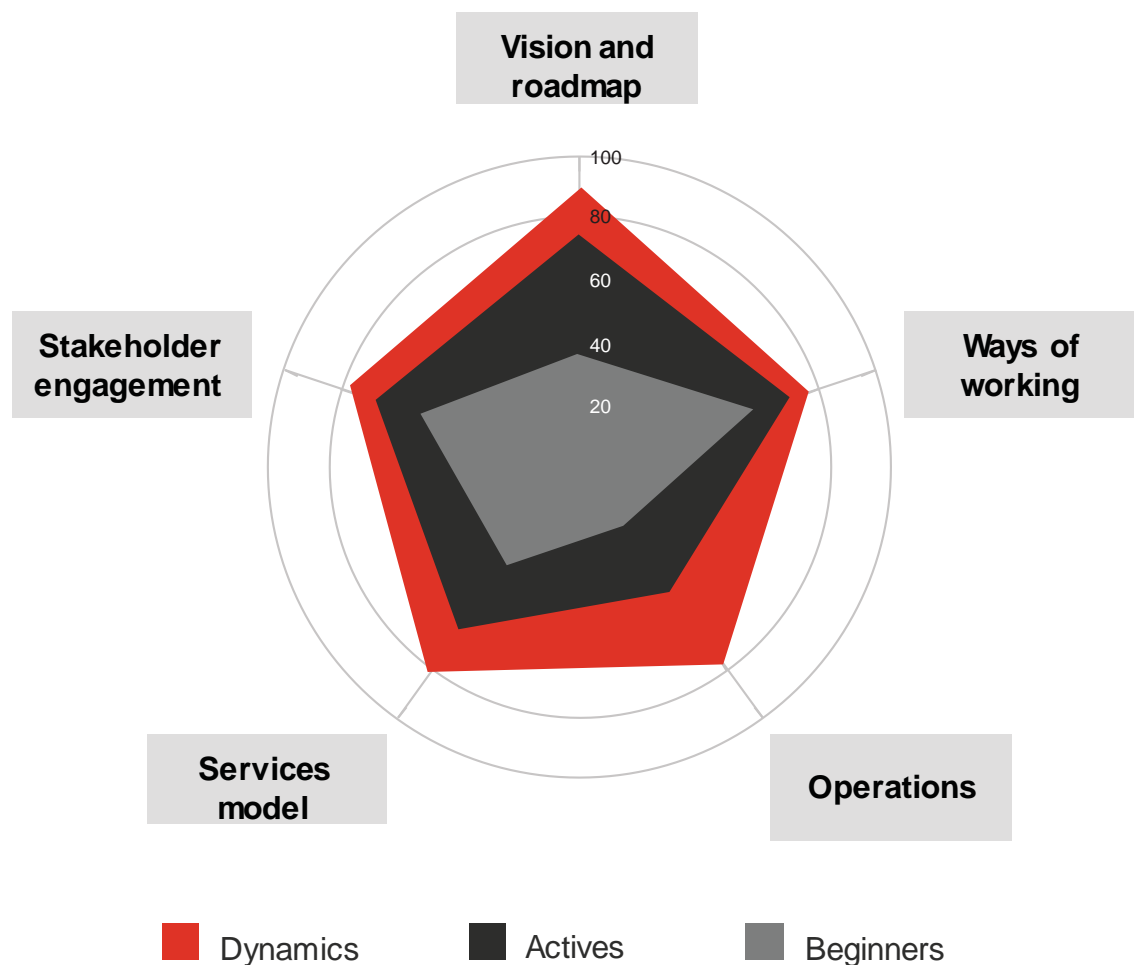 Vision and
roadmap
100
80
60
40
20
Stakeholder
engagement
Ways of
working
Services
model
Operations
Dynamics
Actives
Beginners